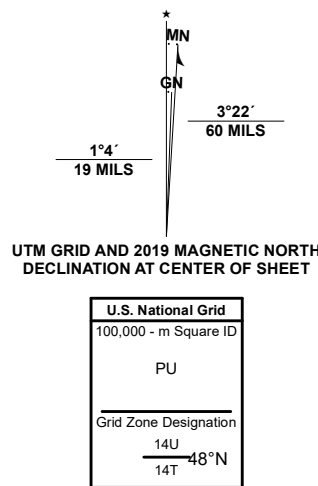 ★
MN
GN
3°22´
60 MILS
1°4´
19 MILS
UTM GRID AND 2019 MAGNETIC NORTH
DECLINATION AT CENTER OF SHEET
U.S. National Grid
100,000 - m Square ID
PU
Grid Zone Designation
14U
48°N
14T